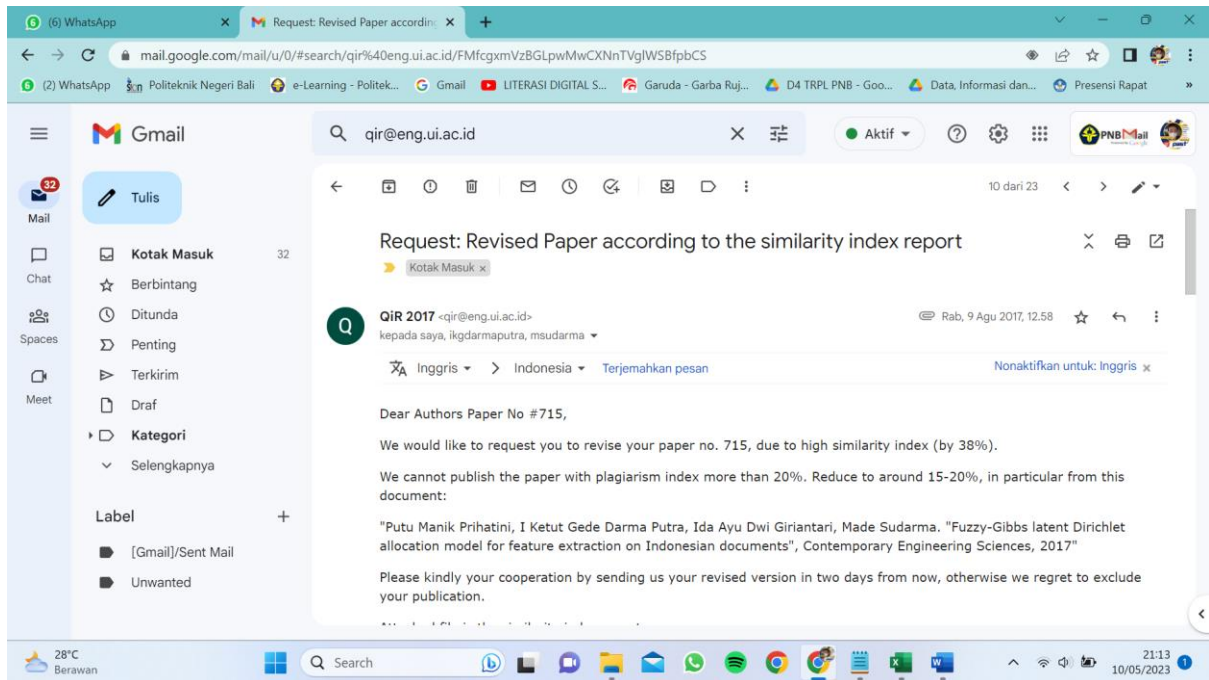 (6) WhatsApp
Request: Revised Paper according
mail.google.com/mail/u/0/#search/qir%40eng.ui.ac.id/FMfcgxmVzBGLpwMwCXNnTVglWSBfpbCS
(2) WhatsApp Politeknik Negeri Bali e-Learning - Politek... Gmail LITERASI DIGITAL S... Garuda - Garba Ruj... D4 TRPL PNB - Goo... Data, Informasi dan... Presensi Rapat »
Gmail
qir@eng.ui.ac.id
Aktif
PNBMail
32
Mail
Chat
Spaces
Meet
Tulis
Kotak Masuk 32
Berbintang
Ditunda
Penting
Terkirim
Draf
Kategori
Selengkapnya
Label +
[Gmail]/Sent Mail
Unwanted
10 dari 23
Request: Revised Paper according to the similarity index report
Kotak Masuk x
Q
QiR 2017 <qir@eng.ui.ac.id>
Rab, 9 Agu 2017, 12.58
kepada saya, ikgdarmaputra, msudarma
Inggris > Indonesia Terjemahkan pesan Nonaktifkan untuk: Inggris x
Dear Authors Paper No #715,
We would like to request you to revise your paper no. 715, due to high similarity index (by 38%).
We cannot publish the paper with plagiarism index more than 20%. Reduce to around 15-20%, in particular from this
document:
"Putu Manik Prihatini, I Ketut Gede Darma Putra, Ida Ayu Dwi Giriantari, Made Sudarma. "Fuzzy-Gibbs latent Dirichlet
allocation model for feature extraction on Indonesian documents", Contemporary Engineering Sciences, 2017"
Please kindly your cooperation by sending us your revised version in two days from now, otherwise we regret to exclude
your publication.
28°C
Berawan
Search
21:13
10/05/2023
1